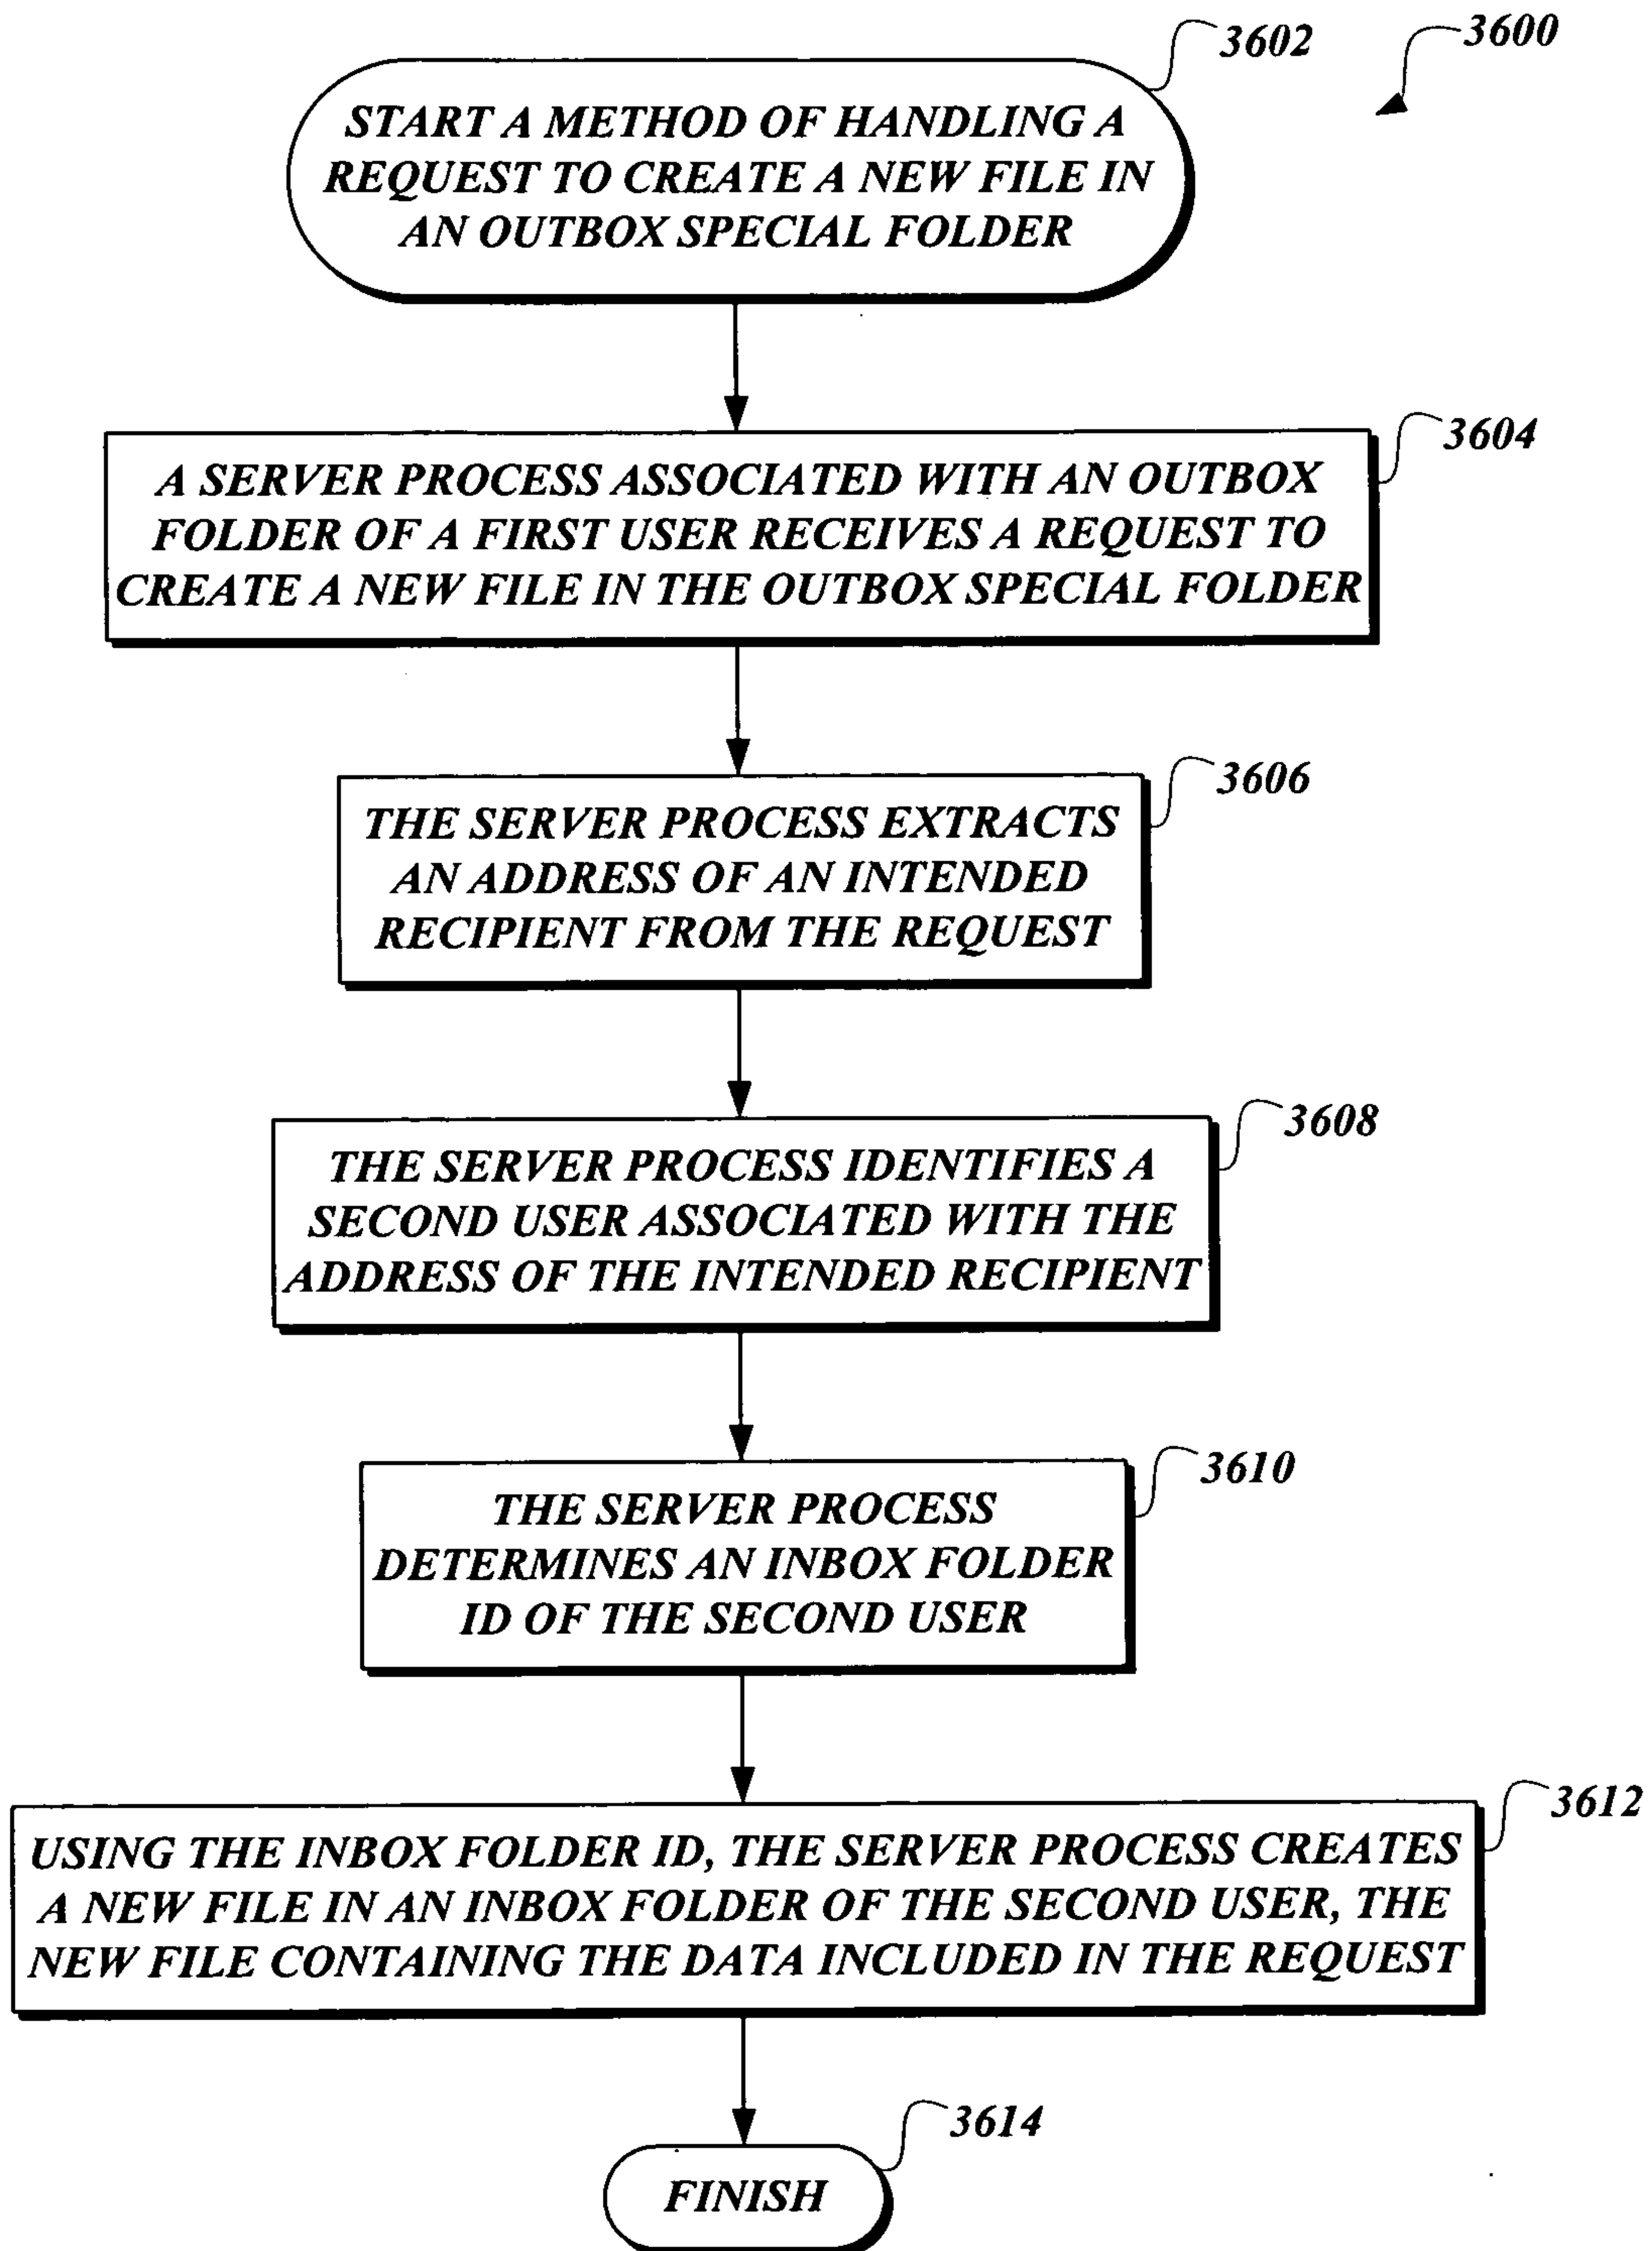 3602
3600
START A METHOD OF HANDLING A
REQUEST TO CREATE A NEW FILE IN
AN OUTBOX SPECIAL FOLDER
3604
A SERVER PROCESS ASSOCIATED WITH AN OUTBOX
FOLDER OF A FIRST USER RECEIVES A REQUEST TO
CREATE A NEW FILE IN THE OUTBOX SPECIAL FOLDER
3606
THE SERVER PROCESS EXTRACTS
AN ADDRESS OF AN INTENDED
RECIPIENT FROM THE REQUEST
3608
THE SERVER PROCESS IDENTIFIES A
SECOND USER ASSOCIATED WITH THE
ADDRESS OF THE INTENDED RECIPIENT
3610
THE SERVER PROCESS
DETERMINES AN INBOX FOLDER
ID OF THE SECOND USER
3612
USING THE INBOX FOLDER ID, THE SERVER PROCESS CREATES
A NEW FILE IN AN INBOX FOLDER OF THE SECOND USER, THE
NEW FILE CONTAINING THE DATA INCLUDED IN THE REQUEST
3614
FINISH